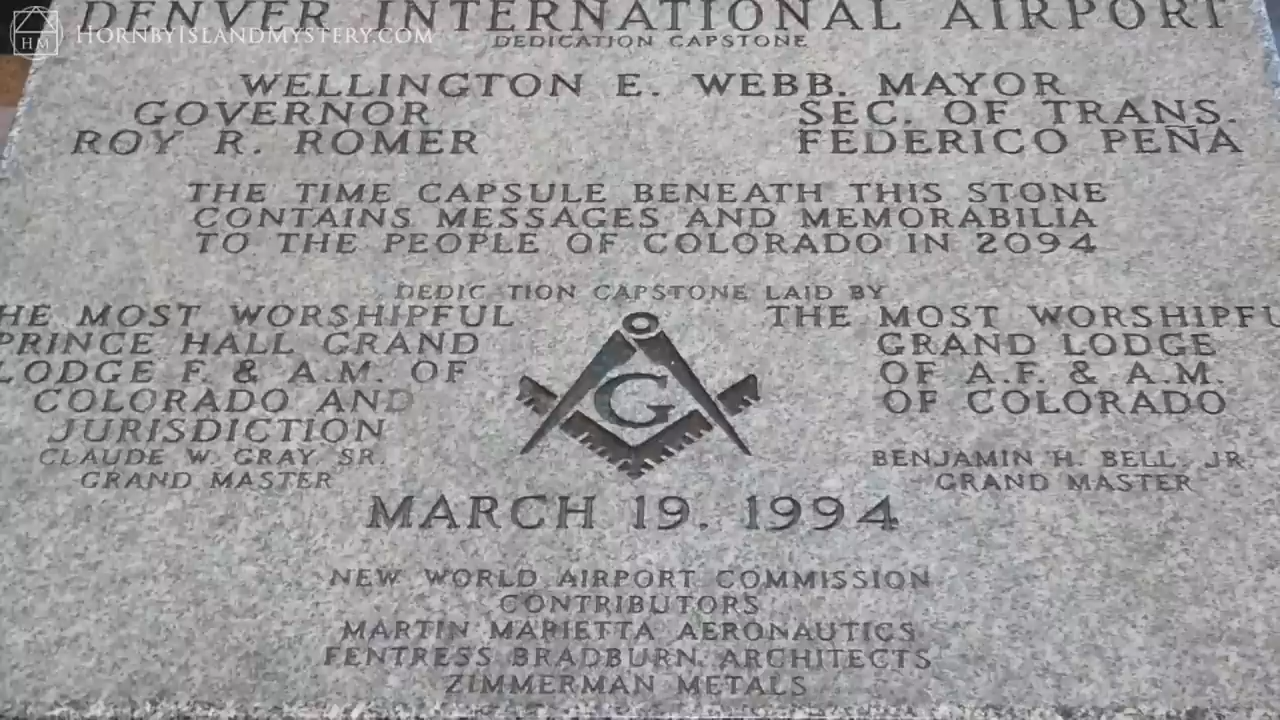 DENVER INTERNATIONAL AIRPORT
HORNBYISLANDMYSTERY.COM
HM
DEDICATION CAPSTONE
WELLINGTON E. WEBB. MAYOR
GOVERNOR
ROY R. ROMER
SEC. OF TRANS.
FEDERICO PEÑA
THE TIME CAPSULE BENEATH THIS STONE
CONTAINS MESSAGES AND MEMORABILIA
TO THE PEOPLE OF COLORADO IN 2094
DEDIC TION CAPSTONE LAID BY
HE MOST WORSHIPFUL
PRINCE HALL GRAND
LODGE F. & A.M. OF
COLORADO AND
JURISDICTION
CLAUDE W. GRAY SR.
GRAND MASTER
G
THE MOST WORSHIPFU
GRAND LODGE
OF A.F. & A.M.
OF COLORADO
BENJAMIN H. BELL, JR.
GRAND MASTER
MARCH 19, 1994
NEW WORLD AIRPORT COMMISSION
CONTRIBUTORS
MARTIN MARIETTA AERONAUTICS
FENTRESS BRADBURN ARCHITECTS
ZIMMERMAN METALS